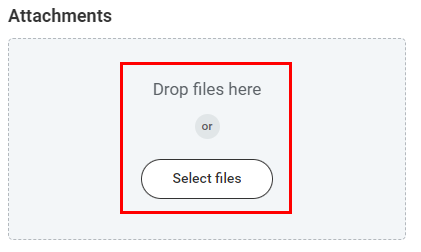 Attachments
Drop files here
or
Select files